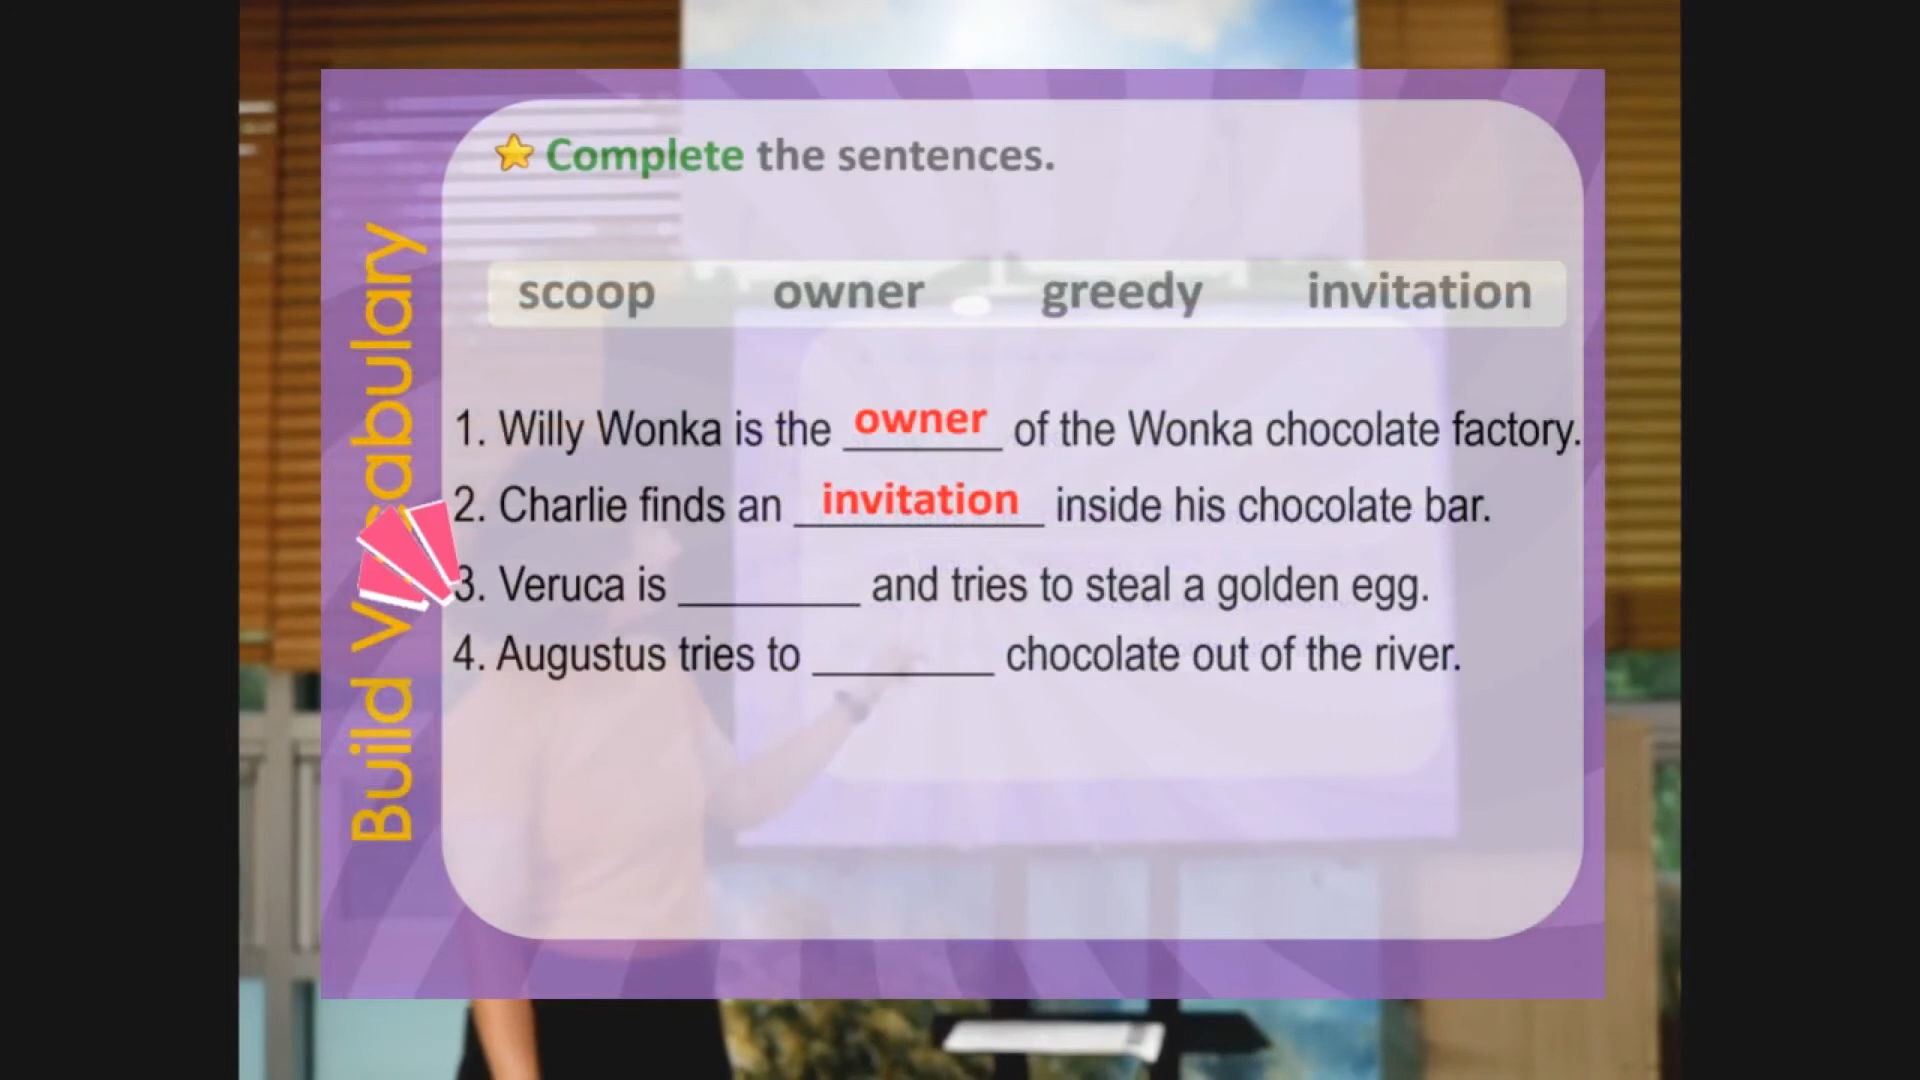 Complete the sentences.
scoop owner greedy invitation
1. Willy Wonka is the owner of the Wonka chocolate factory.
2. Charlie finds an invitation inside his chocolate bar.
3. Veruca is ________ and tries to steal a golden egg.
4. Augustus tries to ________ chocolate out of the river.
Build V abulary